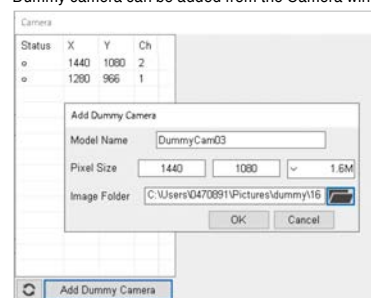 Dummy camera can be added from the Camera win
Camera
Status X Y Ch
1440 1080 2
1280 966 1
Add Dummy Camera
Model Name DummyCam03
Pixel Size 1440 1080 1.6M
Image Folder C:\Users\0470891\Pictures\dummy\16
OK Cancel
Add Dummy Camera